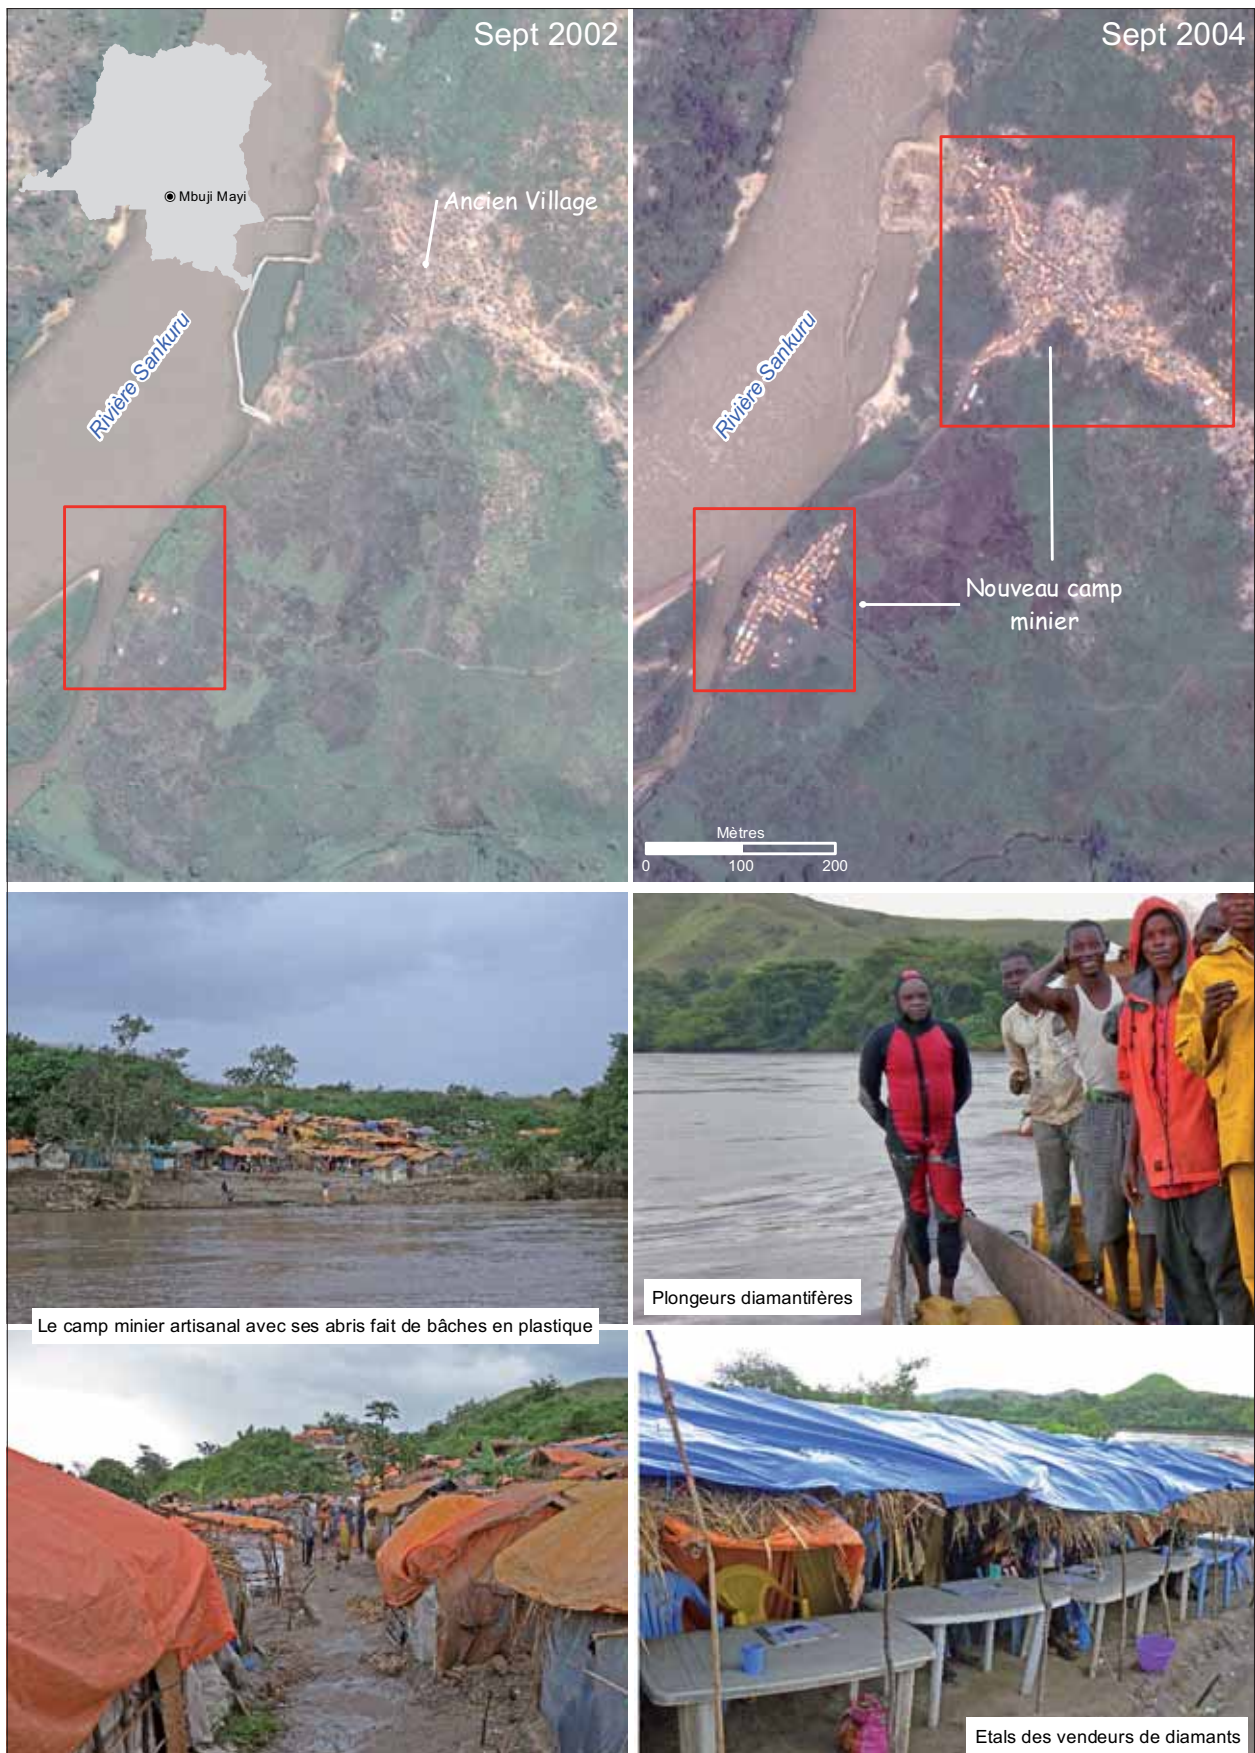 Sept 2002
Sept 2004
Mbuji Mayi
Ancien Village
Rivière Sankuru
Rivière Sankuru
Nouveau camp
minier
Mètres
0 100 200
Le camp minier artisanal avec ses abris fait de bâches en plastique
Plongeurs diamantifères
Etals des vendeurs de diamants